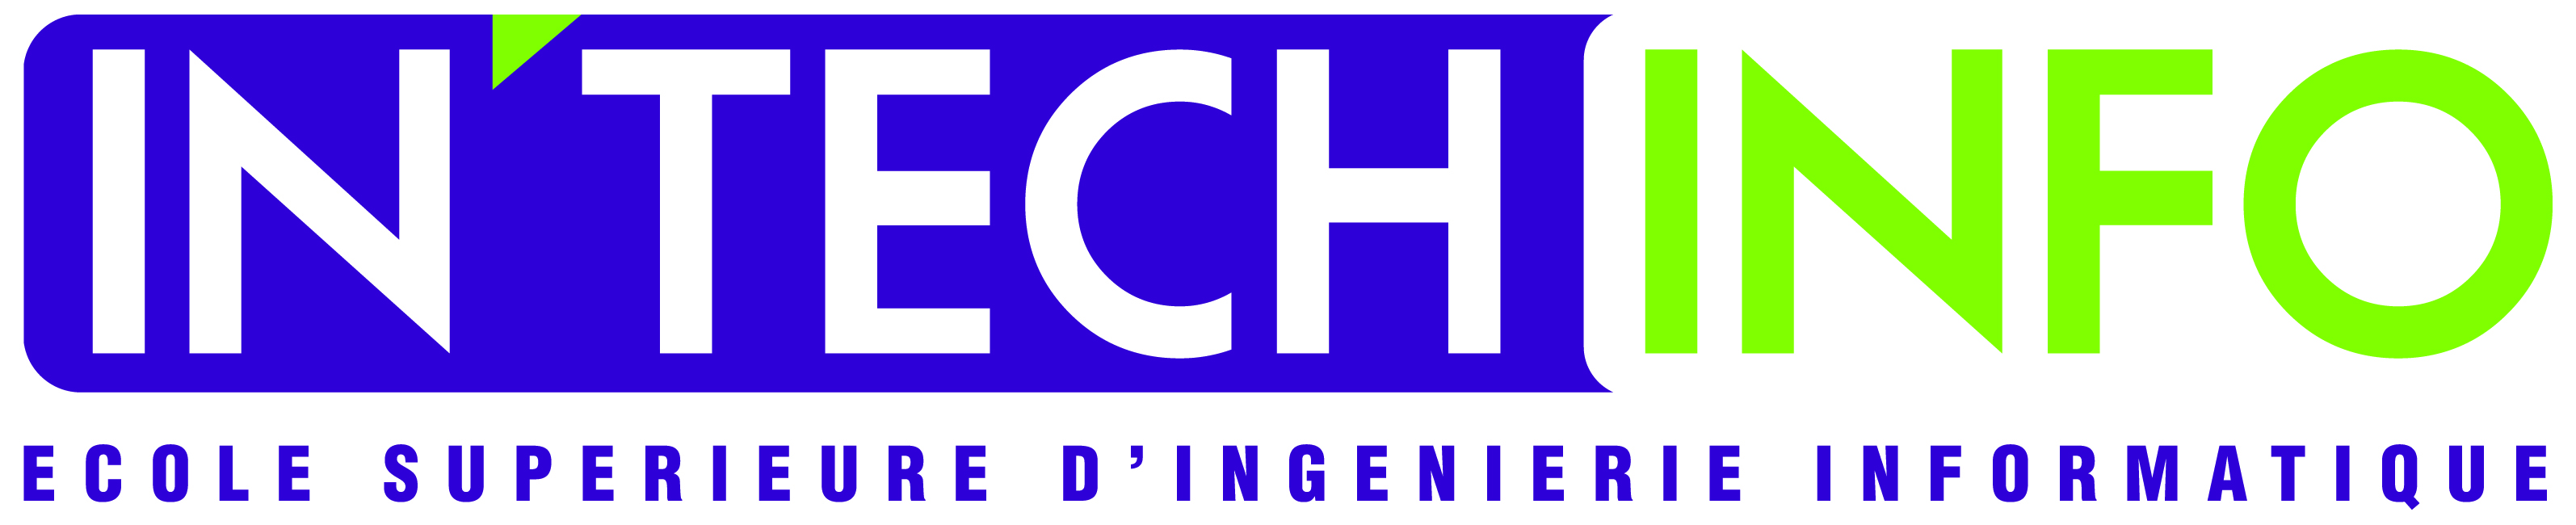 IN'TECH INFO
ECOLE SUPERIEURE D'INGENIERIE INFORMATIQUE